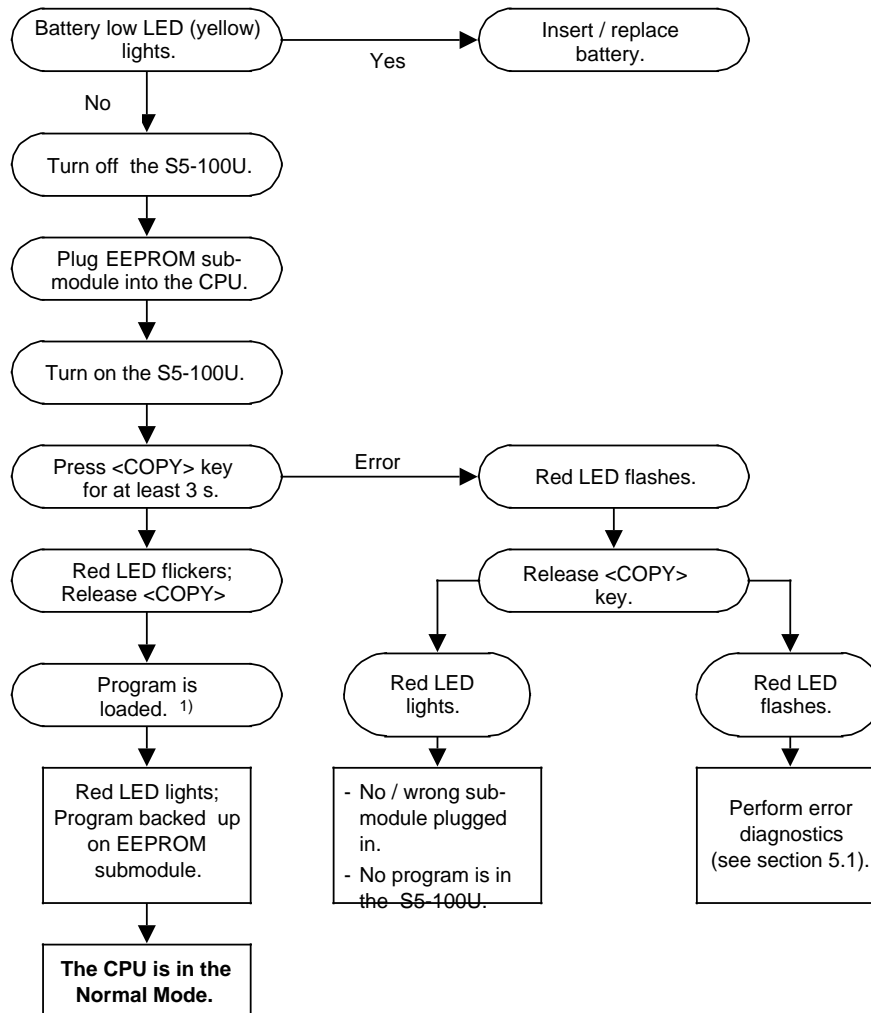 Battery low LED (yellow)
lights.
Yes
Insert / replace
battery.
No
Turn off the S5-100U.
Plug EEPROM sub-
module into the CPU.
Turn on the S5-100U.
Press <COPY> key
for at least 3 s.
Error
Red LED flashes.
Red LED flickers;
Release <COPY>
Release <COPY>
key.
Program is
loaded. 1)
Red LED
lights.
Red LED
flashes.
Red LED lights;
Program backed up
on EEPROM
submodule.
- No / wrong sub-
module plugged
in.
- No program is in
the S5-100U.
Perform error
diagnostics
(see section 5.1).
The CPU is in the
Normal Mode.